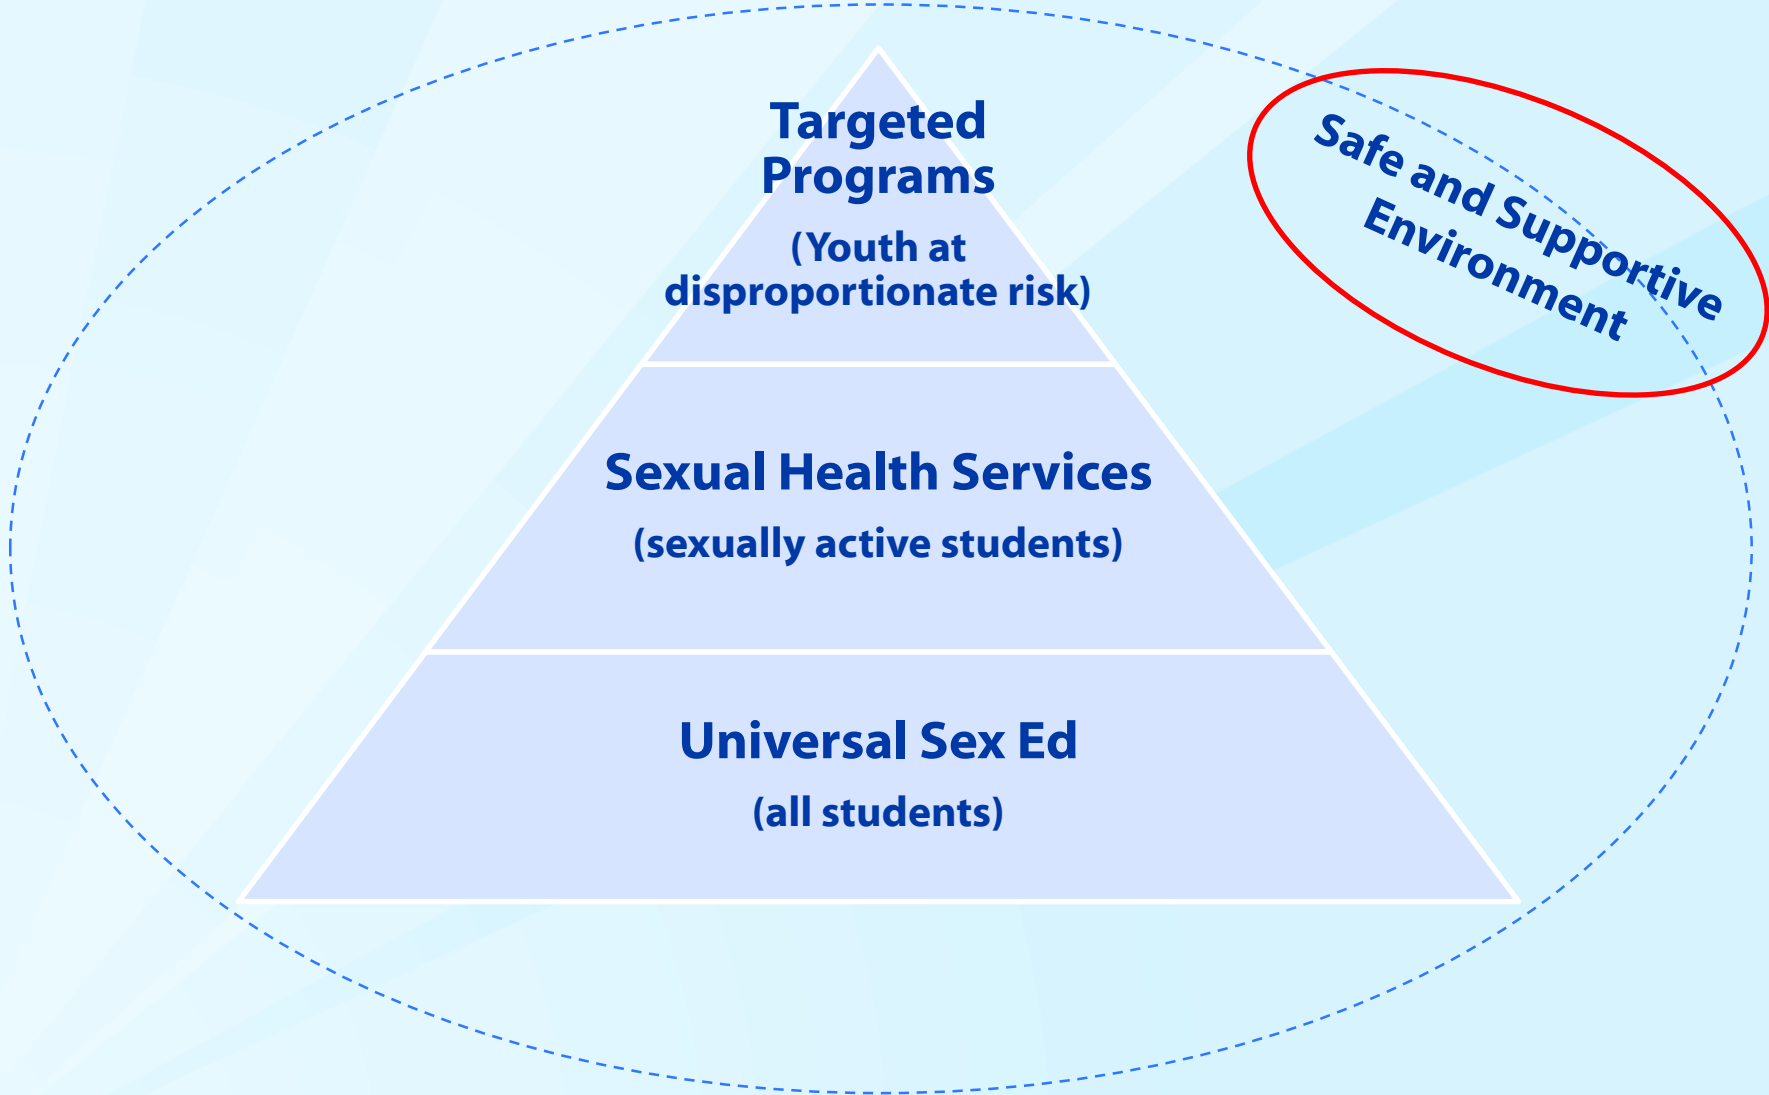 Targeted
Programs
(Youth at
disproportionate risk)
Safe and Supportive
Environment
Sexual Health Services
(sexually active students)
Universal Sex Ed
(all students)